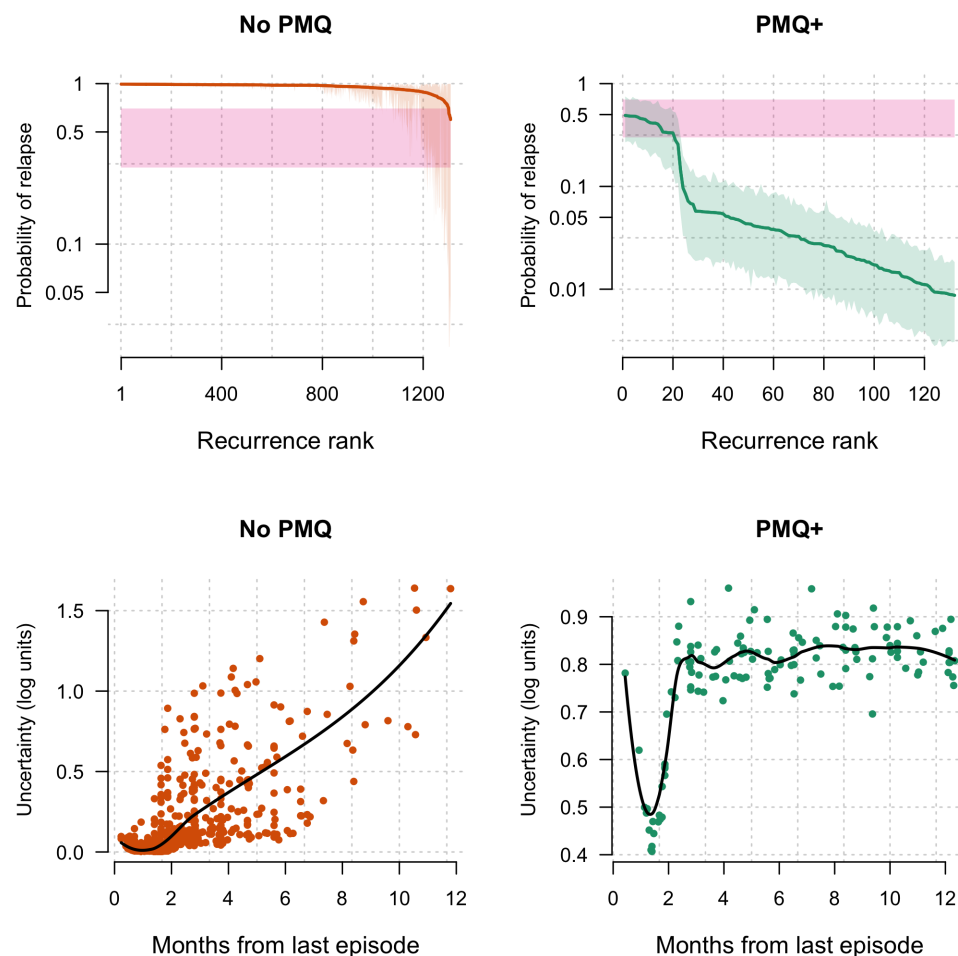 No PMQ
PMQ+
Probability of relapse
1
0.5
0.1
0.05
1 400 800 1200
Recurrence rank
Probability of relapse
1
0.5
0.1
0.05
0.01
0 20 40 60 80 100 120
Recurrence rank
No PMQ
PMQ+
Uncertainty (log units)
1.5
1.0
0.5
0.0
0 2 4 6 8 10 12
Months from last episode
Uncertainty (log units)
0.9
0.8
0.7
0.6
0.5
0.4
0 2 4 6 8 10 12
Months from last episode